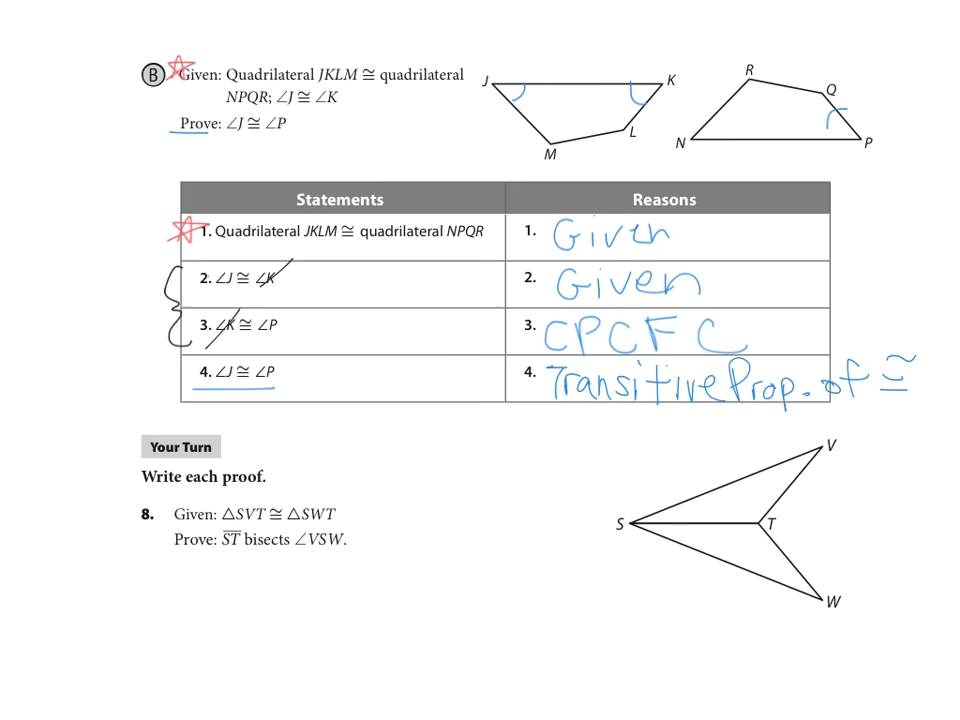 B Given: Quadrilateral JKLM ≅ quadrilateral
NPQR; ∠J ≅ ∠K
Prove: ∠J ≅ ∠P
J
K
L
M
R
Q
N
P
Statements Reasons
1. Quadrilateral JKLM ≅ quadrilateral NPQR 1. Given
2. ∠J ≅ ∠K 2. Given
3. ∠K ≅ ∠P 3. CPCFC
4. ∠J ≅ ∠P 4. Transitive Prop. of ≅
Your Turn
Write each proof.
8. Given: △SVT ≅ △SWT
Prove: S̅T̅ bisects ∠VSW.
V
S
T
W